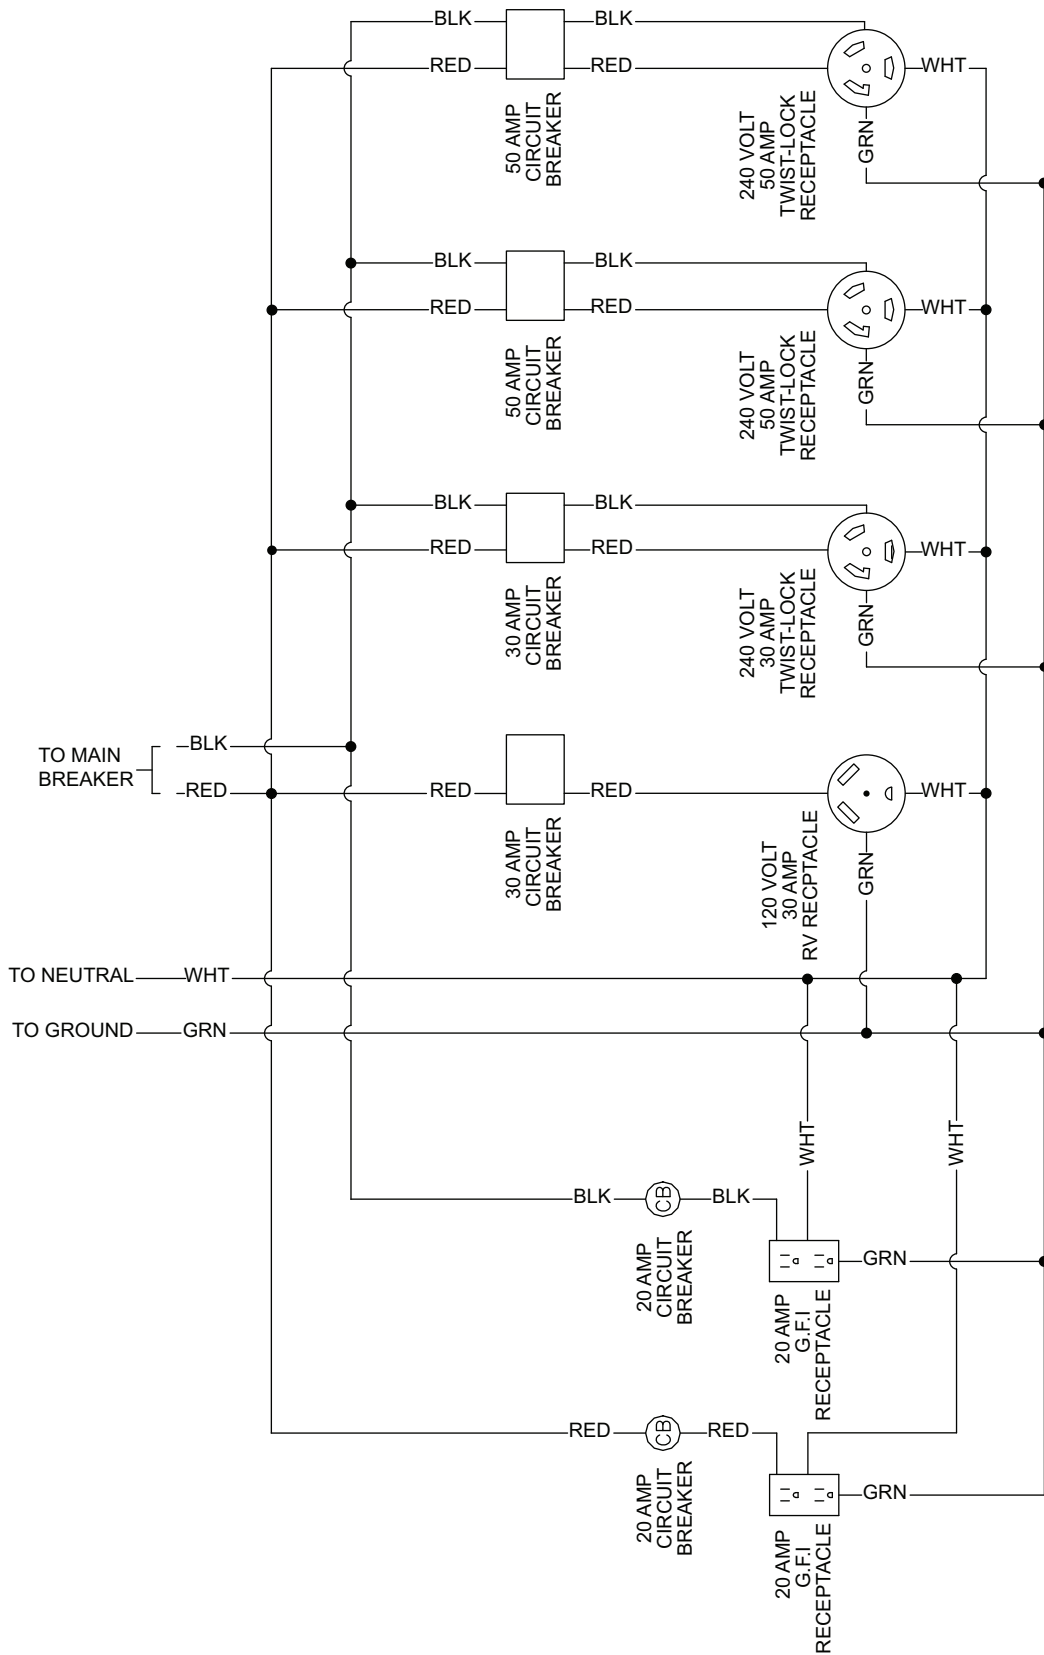 BLK
BLK
RED
RED
WHT
GRN
50 AMP
CIRCUIT
BREAKER
240 VOLT
50 AMP
TWIST-LOCK
RECEPTACLE
BLK
BLK
RED
RED
WHT
GRN
50 AMP
CIRCUIT
BREAKER
240 VOLT
50 AMP
TWIST-LOCK
RECEPTACLE
BLK
BLK
RED
RED
WHT
GRN
30 AMP
CIRCUIT
BREAKER
240 VOLT
30 AMP
TWIST-LOCK
RECEPTACLE
TO MAIN
BREAKER
BLK
RED
RED
RED
WHT
GRN
30 AMP
CIRCUIT
BREAKER
120 VOLT
30 AMP
RV RECPTACLE
TO NEUTRAL
WHT
TO GROUND
GRN
WHT
WHT
BLK
CB
BLK
20 AMP
CIRCUIT
BREAKER
GRN
20 AMP
G.F.I
RECEPTACLE
RED
CB
RED
20 AMP
CIRCUIT
BREAKER
GRN
20 AMP
G.F.I
RECEPTACLE